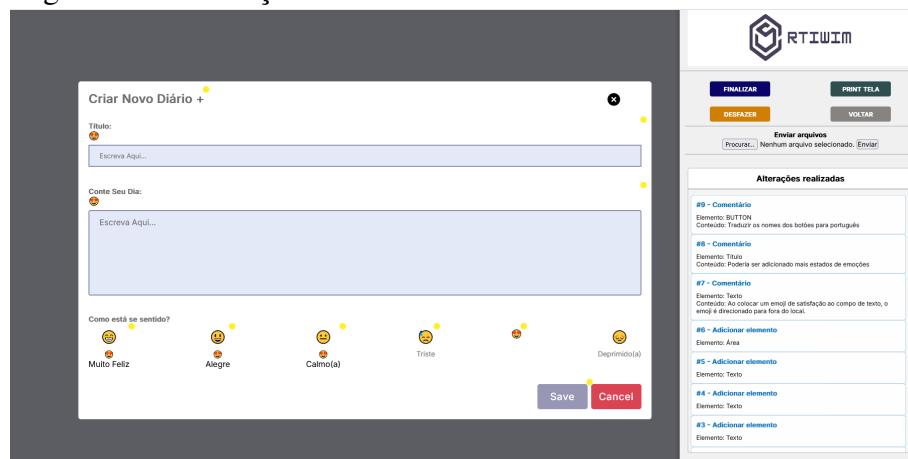 RTIWIM
FINALIZAR
PRINT TELA
DESFAZER
VOLTAR
Enviar arquivos
Procurar... Nenhum arquivo selecionado. Enviar
Alterações realizadas
#9 - Comentário
Elemento: BUTTON
Conteúdo: Traduzir os nomes dos botões para português
#8 - Comentário
Elemento: Título
Conteúdo: Poderia ser adicionado mais estados de emoções
#7 - Comentário
Elemento: Texto
Conteúdo: Ao colocar um emoji de satisfação ao compo de texto, o
emoji é direcionado para fora do local.
#6 - Adicionar elemento
Elemento: Área
#5 - Adicionar elemento
Elemento: Texto
#4 - Adicionar elemento
Elemento: Texto
#3 - Adicionar elemento
Elemento: Texto
Criar Novo Diário +
Título:
Escreva Aqui...
Conte Seu Dia:
Escreva Aqui...
Como está se sentido?
Muito Feliz
Alegre
Calmo(a)
Triste
Deprimido(a)
Save
Cancel